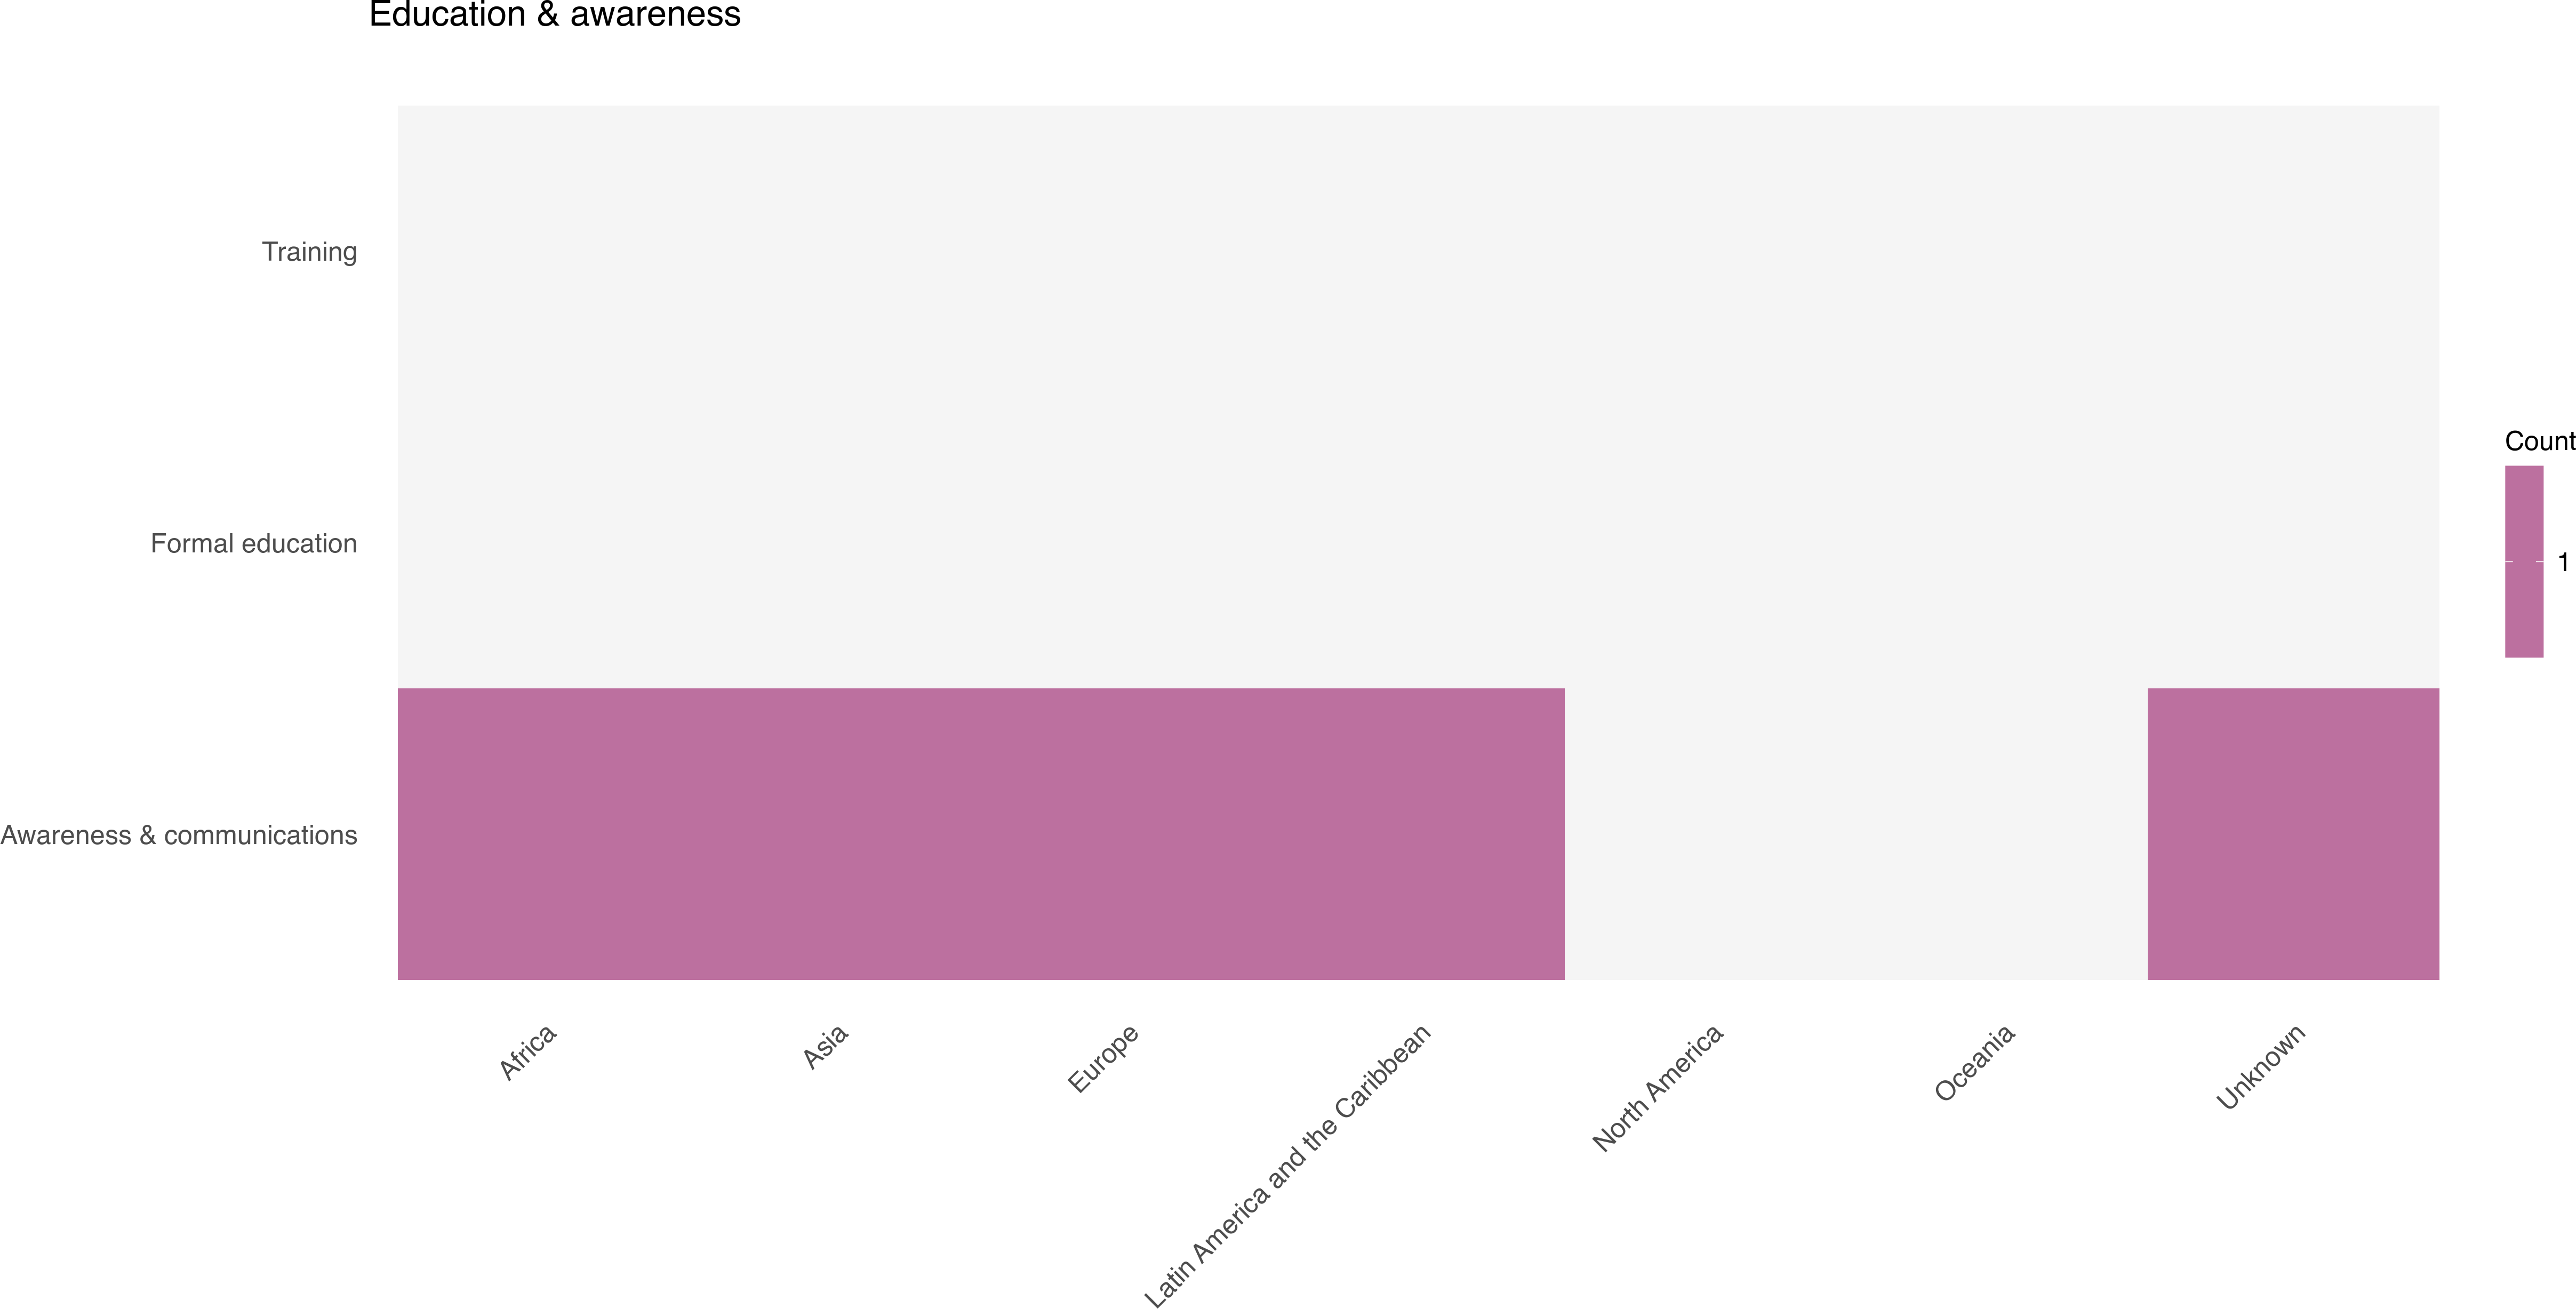 Education & awareness
Training
Formal education
Awareness & communications
Africa
Asia
Europe
Latin America and the Caribbean
North America
Oceania
Unknown
Count
1